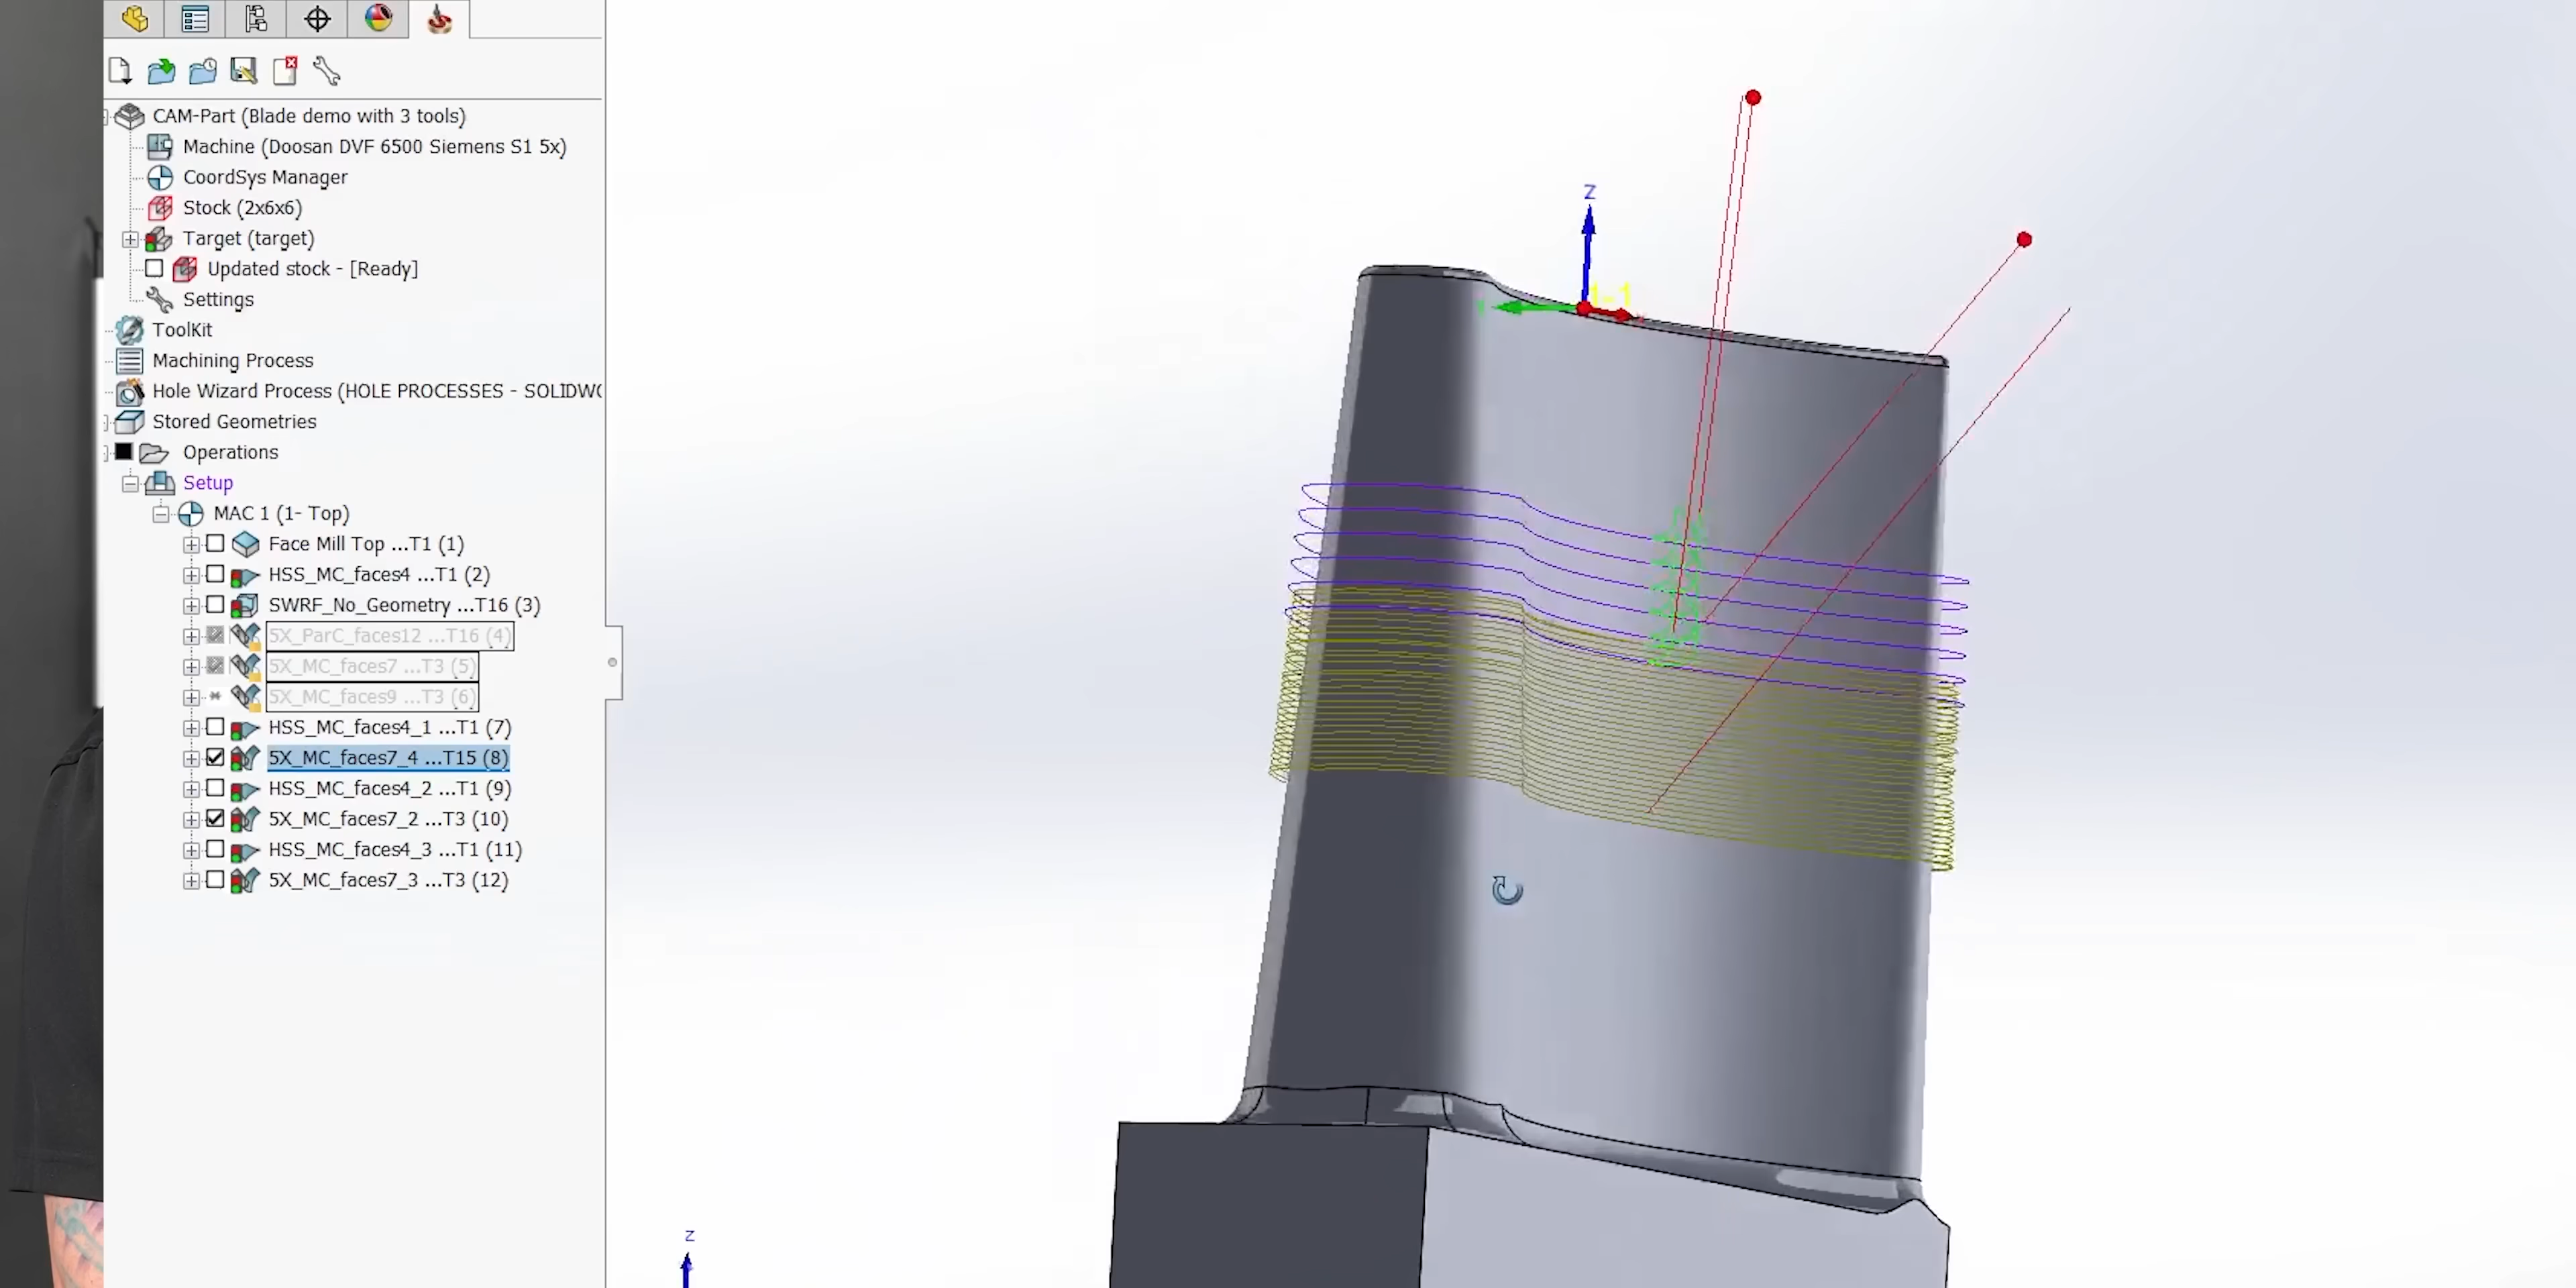 CAM-Part (Blade demo with 3 tools)
Machine (Doosan DVF 6500 Siemens S1 5x)
CoordSys Manager
Stock (2x6x6)
Target (target)
Updated stock - [Ready]
Settings
ToolKit
Machining Process
Hole Wizard Process (HOLE PROCESSES - SOLIDW
Stored Geometries
Operations
Setup
MAC 1 (1- Top)
Face Mill Top ...T1 (1)
HSS_MC_faces4 ...T1 (2)
SWRF_No_Geometry ...T16 (3)
5X_ParC_faces12 ...T16 (4)
5X_MC_faces7 ...T3 (5)
5X_MC_faces9 ...T3 (6)
HSS_MC_faces4_1 ...T1 (7)
5X_MC_faces7_4 ...T15 (8)
HSS_MC_faces4_2 ...T1 (9)
5X_MC_faces7_2 ...T3 (10)
HSS_MC_faces4_3 ...T1 (11)
5X_MC_faces7_3 ...T3 (12)
Z
1-1
Z